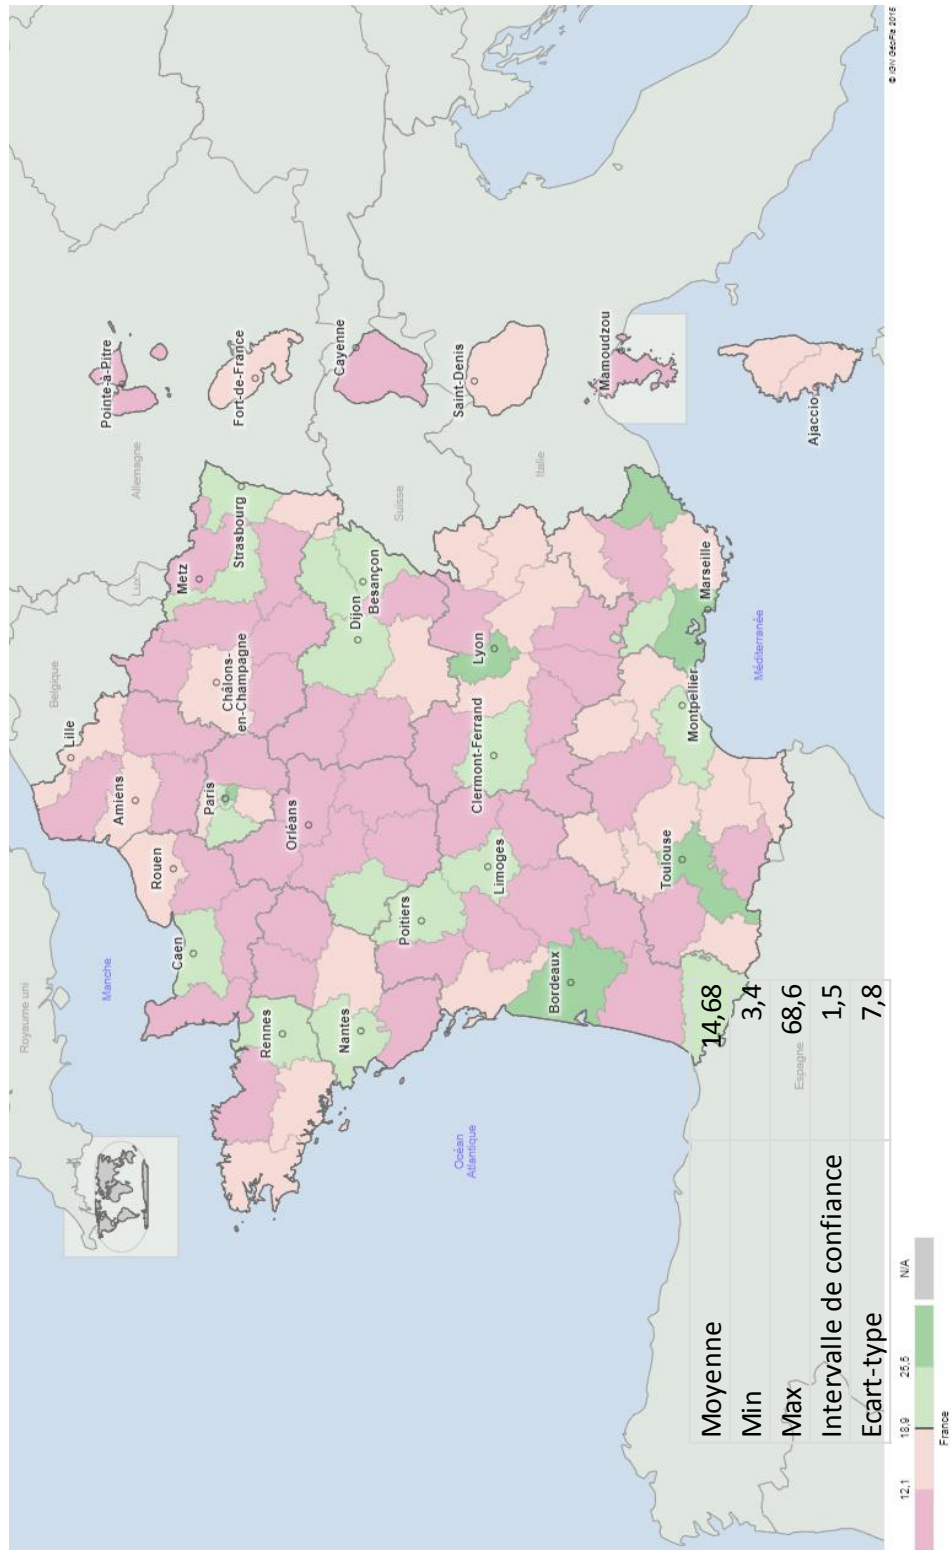 © IGN GéoFla 2015
Royaume uni
Manche
Belgique
Lille
Lux
Allemagne
Amiens
Rouen
Caen
Paris
Châlons-
en-Champagne
Metz
Strasbourg
Rennes
Nantes
Orléans
Dijon
Besançon
Suisse
Poitiers
Limoges
Clermont-Ferrand
Lyon
Italie
Océan
Atlantique
Bordeaux
Toulouse
Montpellier
Marseille
Méditerranée
Espagne
Pointe-à-Pitre
Fort-de-France
Cayenne
Saint-Denis
Mamoudzou
Ajaccio
Moyenne 14,68
Min 3,4
Max 68,6
Intervalle de confiance 1,5
Ecart-type 7,8
12,1 18,9 25,5 N/A
France